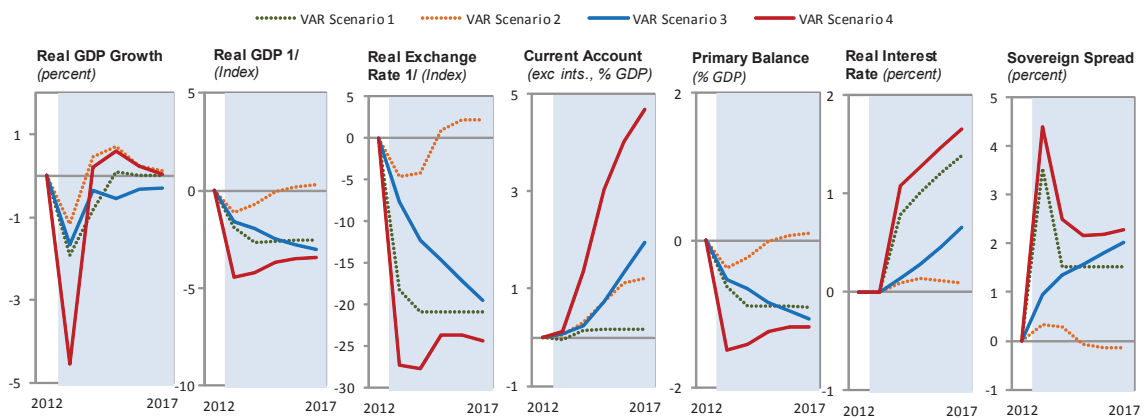 VAR Scenario 1 VAR Scenario 2 VAR Scenario 3 VAR Scenario 4
Real GDP Growth
(percent)
1
-1
-3
-5
2012 2017
Real GDP 1/
(Index)
0
-5
-10
2012 2017
Real Exchange
Rate 1/ (Index)
5
0
-5
-10
-15
-20
-25
-30
2012 2017
Current Account
(exc ints., % GDP)
5
3
1
-1
2012 2017
Primary Balance
(% GDP)
2
0
-2
2012 2017
Real Interest
Rate (percent)
2
1
0
-1
2012 2017
Sovereign Spread
(percent)
5
4
3
2
1
0
-1
2012 2017